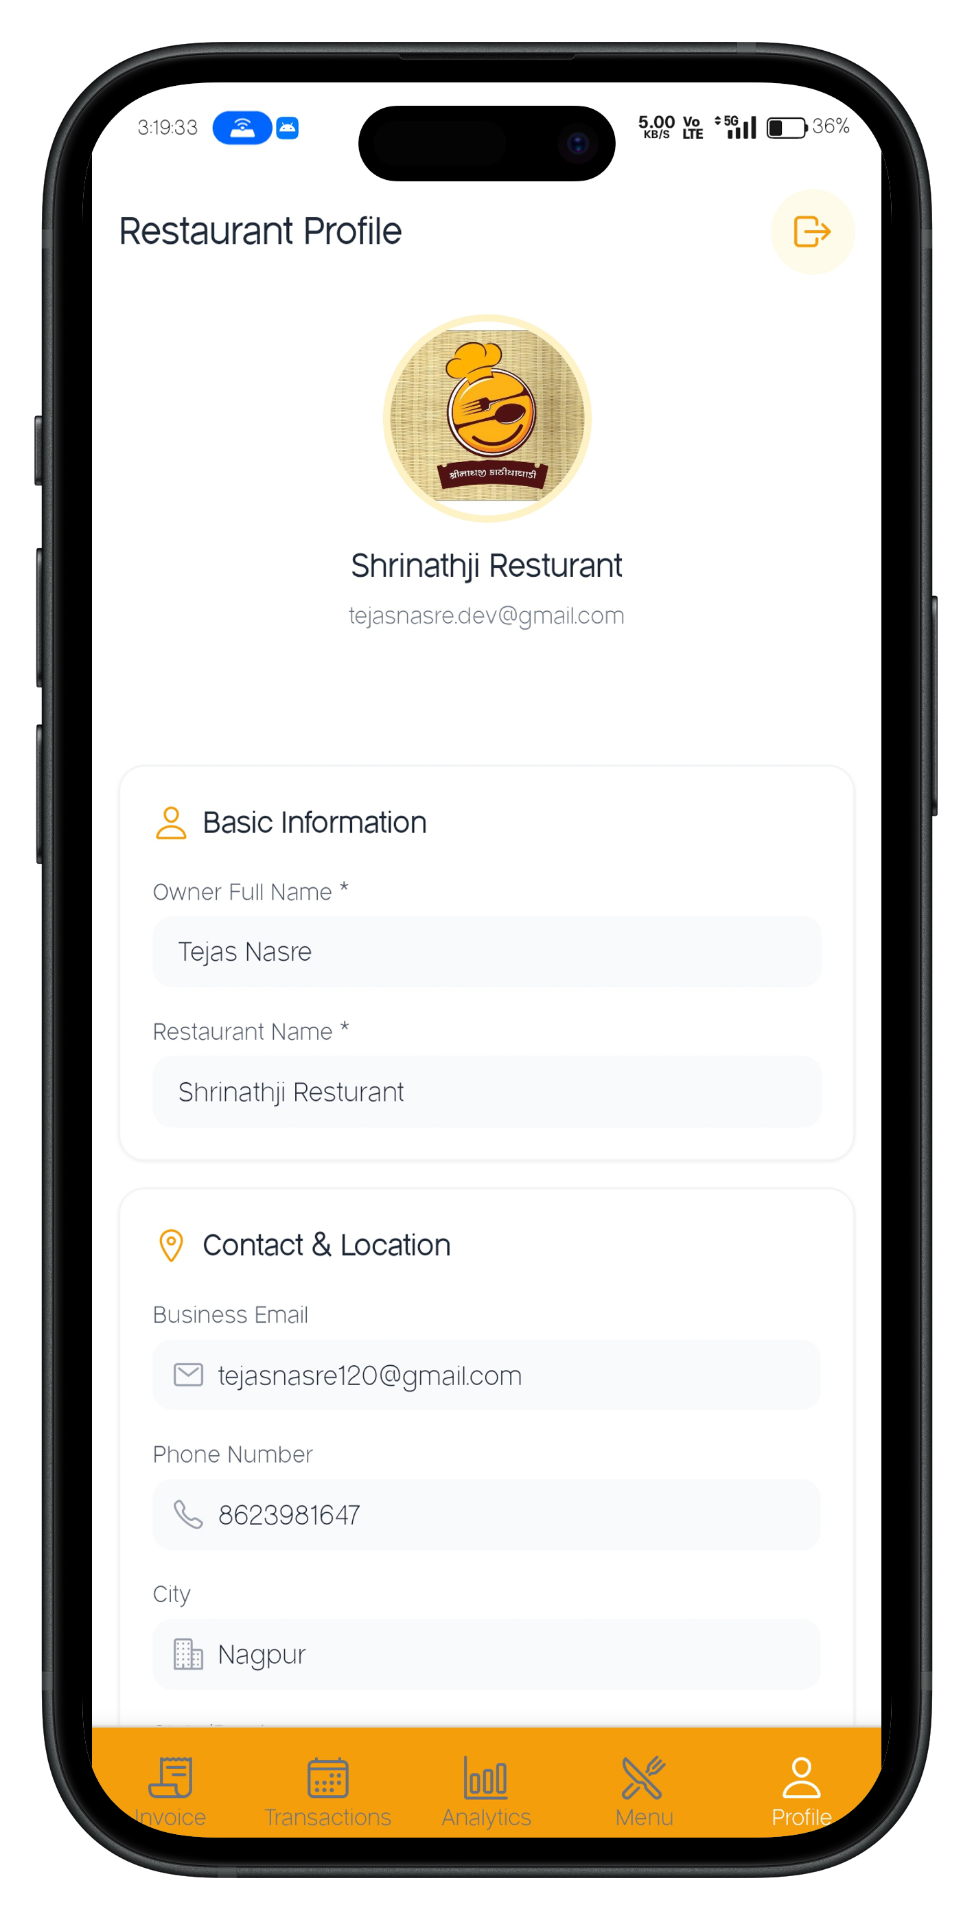 3:19:33 5.00 KB/S Vo LTE 5G 36%
Restaurant Profile
શ્રીનાથજી કાઠીયાવાડી
Shrinathji Resturant
tejasnasre.dev@gmail.com
Basic Information
Owner Full Name *
Tejas Nasre
Restaurant Name *
Shrinathji Resturant
Contact & Location
Business Email
tejasnasre120@gmail.com
Phone Number
8623981647
City
Nagpur
Invoice Transactions Analytics Menu Profile